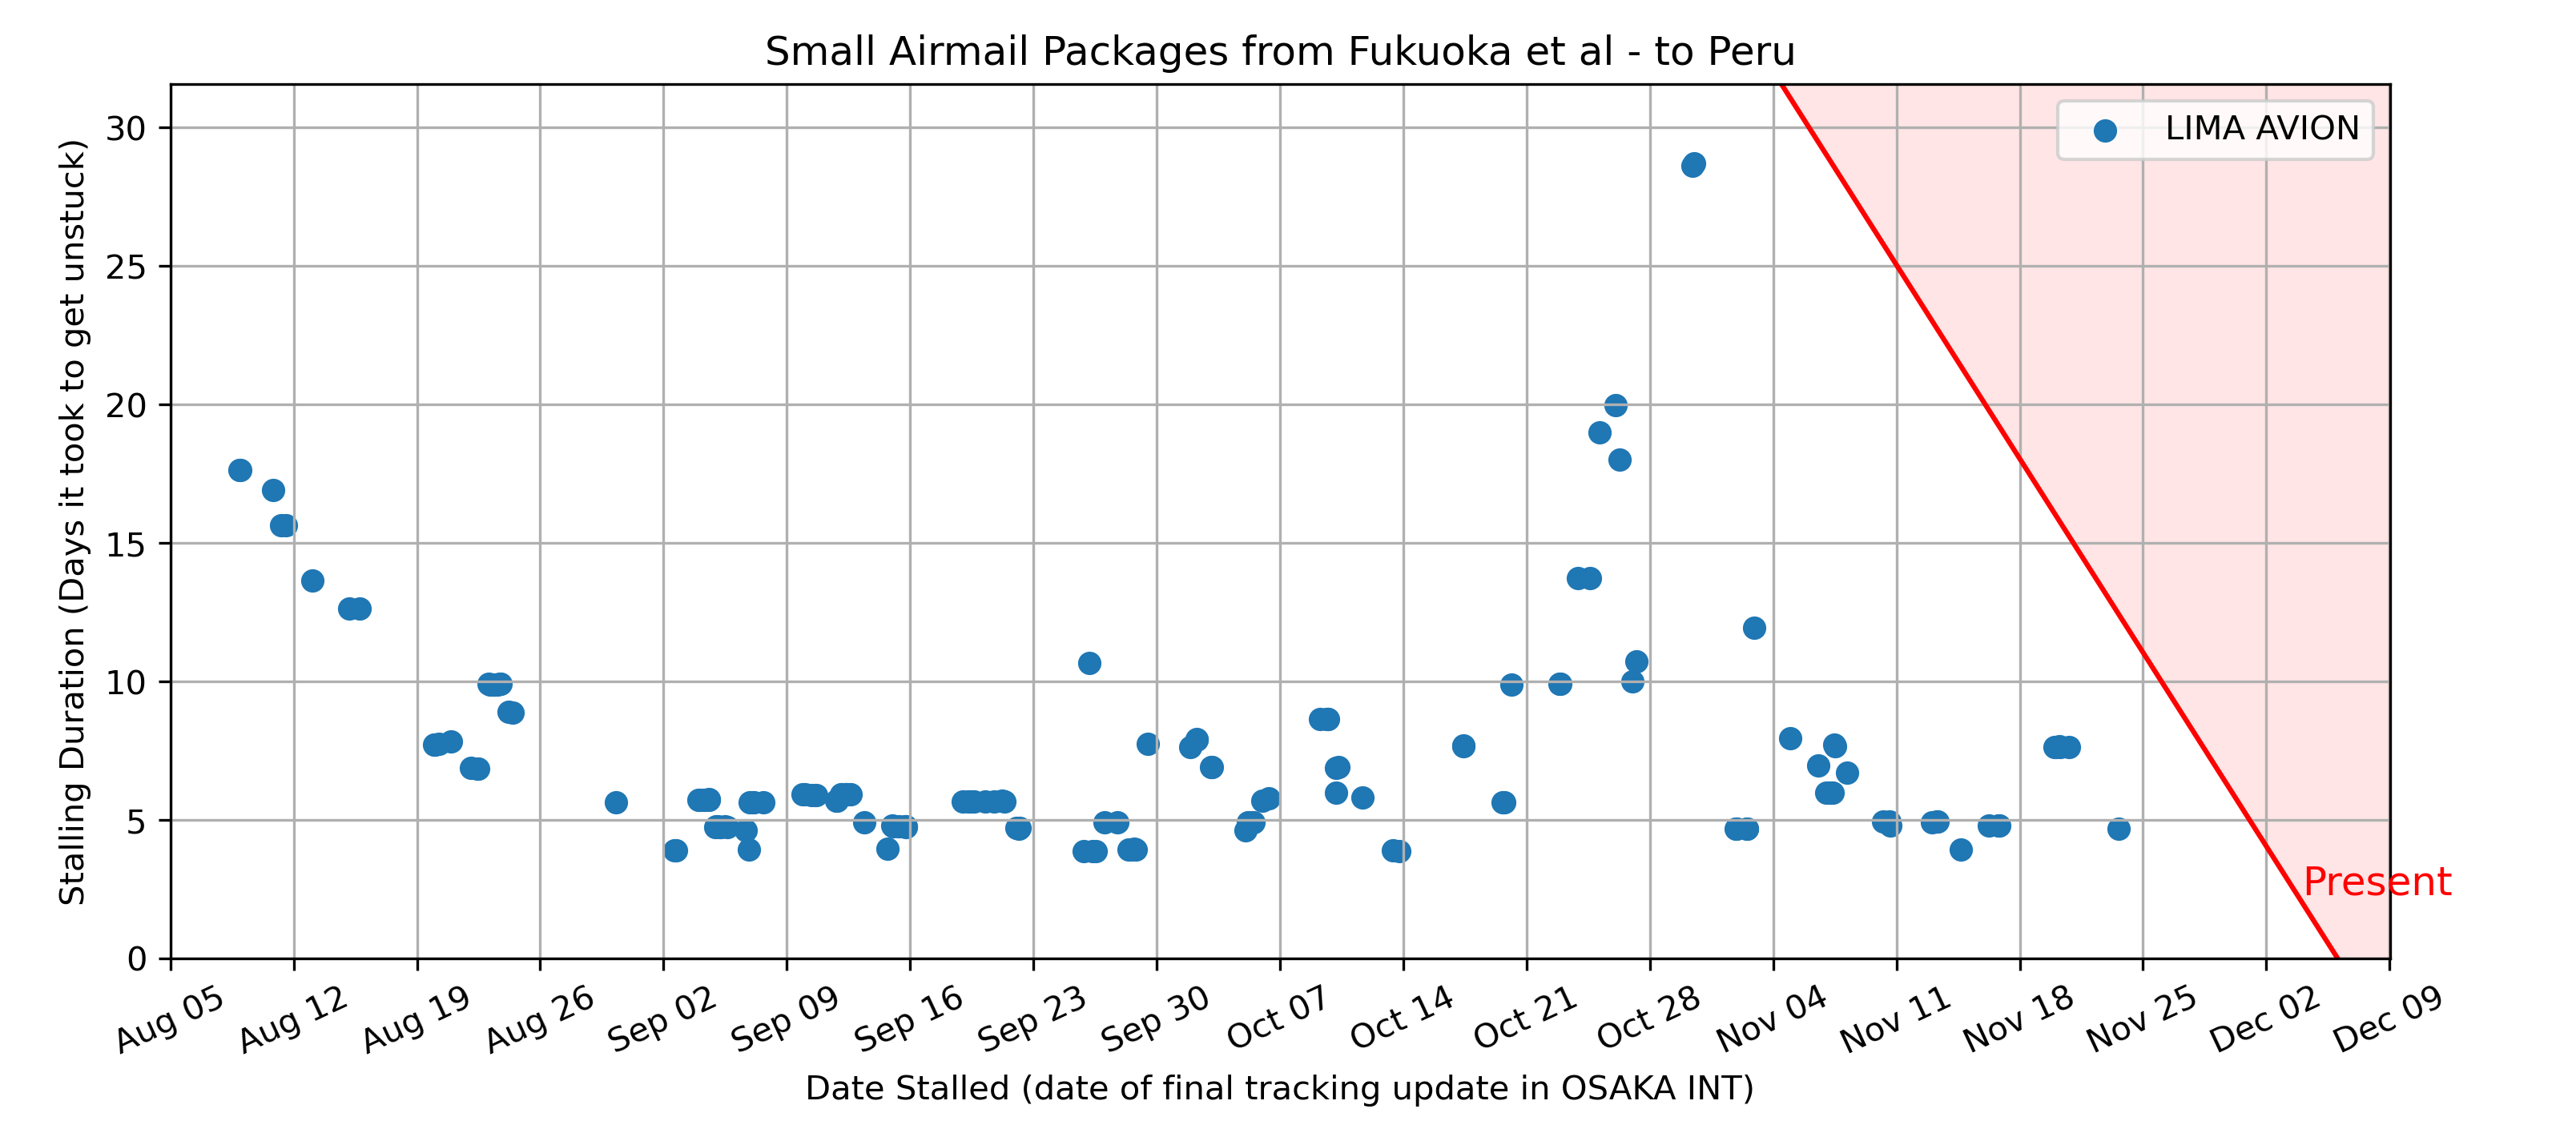 Small Airmail Packages from Fukuoka et al - to Peru
Stalling Duration (Days it took to get unstuck)
30
25
20
15
10
5
0
LIMA AVION
Present
Aug 05
Aug 12
Aug 19
Aug 26
Sep 02
Sep 09
Sep 16
Sep 23
Sep 30
Oct 07
Oct 14
Oct 21
Oct 28
Nov 04
Nov 11
Nov 18
Nov 25
Dec 02
Dec 09
Date Stalled (date of final tracking update in OSAKA INT)